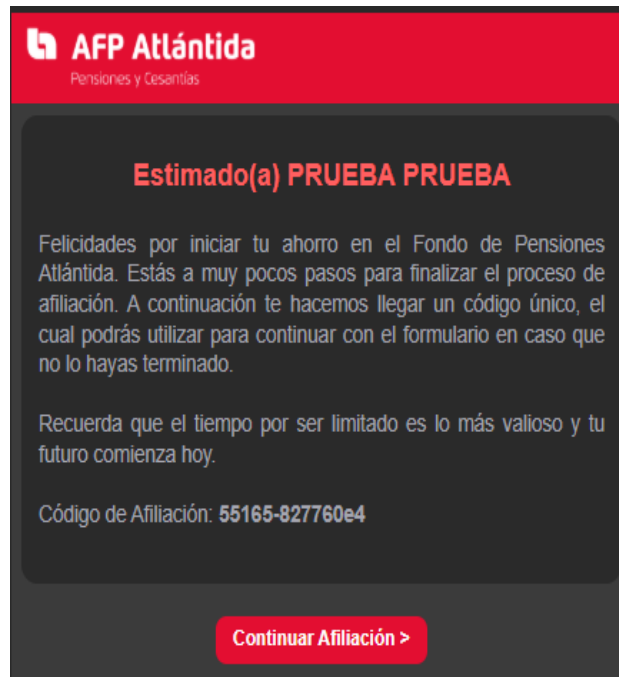 AFP Atlántida
Pensiones y Cesantías
Estimado(a) PRUEBA PRUEBA
Felicidades por iniciar tu ahorro en el Fondo de Pensiones
Atlántida. Estás a muy pocos pasos para finalizar el proceso de
afiliación. A continuación te hacemos llegar un código único, el
cual podrás utilizar para continuar con el formulario en caso que
no lo hayas terminado.
Recuerda que el tiempo por ser limitado es lo más valioso y tu
futuro comienza hoy.
Código de Afiliación: 55165-827760e4
Continuar Afiliación >